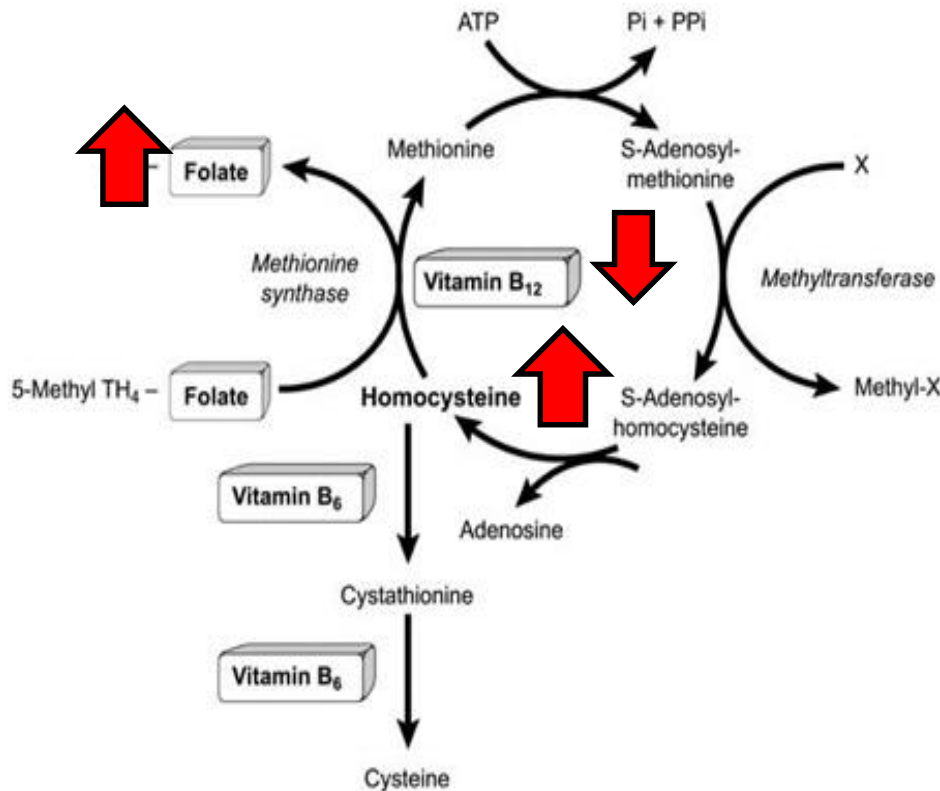 ATP
Pi + PPi
Methionine
S-Adenosyl-
methionine
X
– Folate
Methionine
synthase
Vitamin B₁₂
Methyltransferase
5-Methyl TH₄ – Folate
Homocysteine
S-Adenosyl-
homocysteine
Methyl-X
Vitamin B₆
Adenosine
Cystathionine
Vitamin B₆
Cysteine